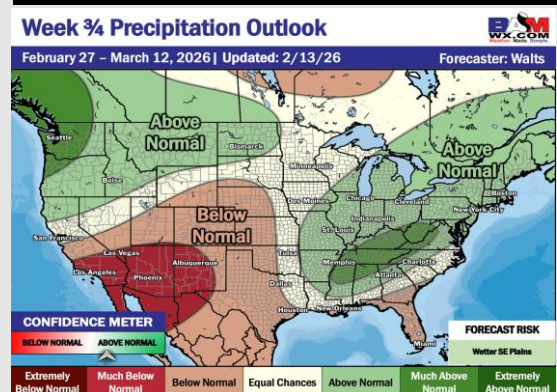 Week ¾ Precipitation Outlook
BAM
WX.COM
Weather Made Simple.
February 27 – March 12, 2026 | Updated: 2/13/26
Forecaster: Walts
Seattle
Above
Normal
Bismarck
Minneapolis
Above
Normal
Boise
Boston
Des Moines
Chicago
Cleveland
New York City
Below
Normal
Indianapolis
St. Louis
San Francisco
Las Vegas
Tulsa
Memphis
Charlotte
Los Angeles
Phoenix
Albuquerque
Atlanta
Dallas
Houston
New Orleans
Miami
CONFIDENCE METER
BELOW NORMAL
ABOVE NORMAL
FORECAST RISK
Wetter SE Plains
Extremely
Below Normal
Much Below
Normal
Below Normal
Equal Chances
Above Normal
Much Above
Normal
Extremely
Above Normal